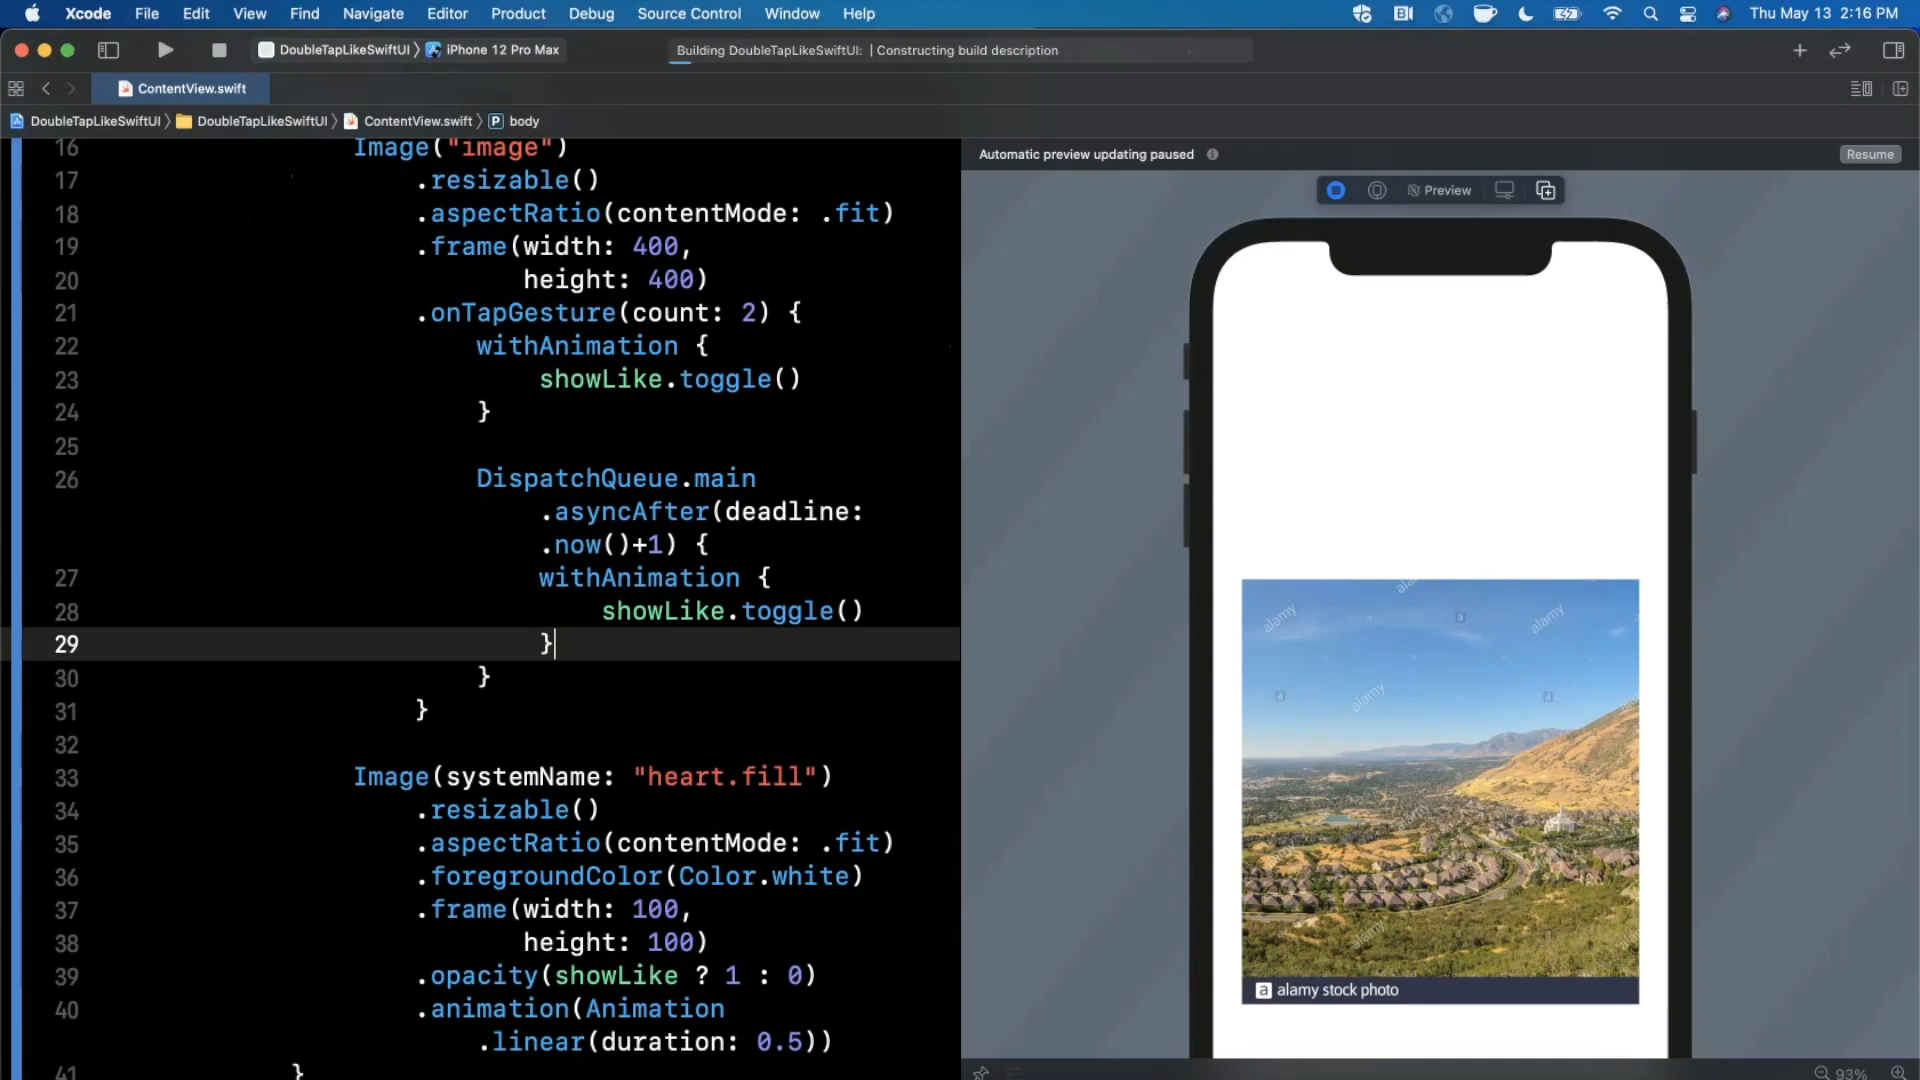 Xcode File Edit View Find Navigate Editor Product Debug Source Control Window Help Thu May 13 2:16 PM
DoubleTapLikeSwiftUI 〉 iPhone 12 Pro Max Building DoubleTapLikeSwiftUI: | Constructing build description
ContentView.swift
DoubleTapLikeSwiftUI 〉 DoubleTapLikeSwiftUI 〉 ContentView.swift 〉 P body
16 Image("image")
17 .resizable()
18 .aspectRatio(contentMode: .fit)
19 .frame(width: 400,
20 height: 400)
21 .onTapGesture(count: 2) {
22 withAnimation {
23 showLike.toggle()
24 }
25
26 DispatchQueue.main
.asyncAfter(deadline:
.now()+1) {
27 withAnimation {
28 showLike.toggle()
29 }
30 }
31 }
32
33 Image(systemName: "heart.fill")
34 .resizable()
35 .aspectRatio(contentMode: .fit)
36 .foregroundColor(Color.white)
37 .frame(width: 100,
38 height: 100)
39 .opacity(showLike ? 1 : 0)
40 .animation(Animation
.linear(duration: 0.5))
41 }
Automatic preview updating paused Resume
Preview
alamy
alamy
alamy
a
a
a
a
alamy
a alamy stock photo
93%